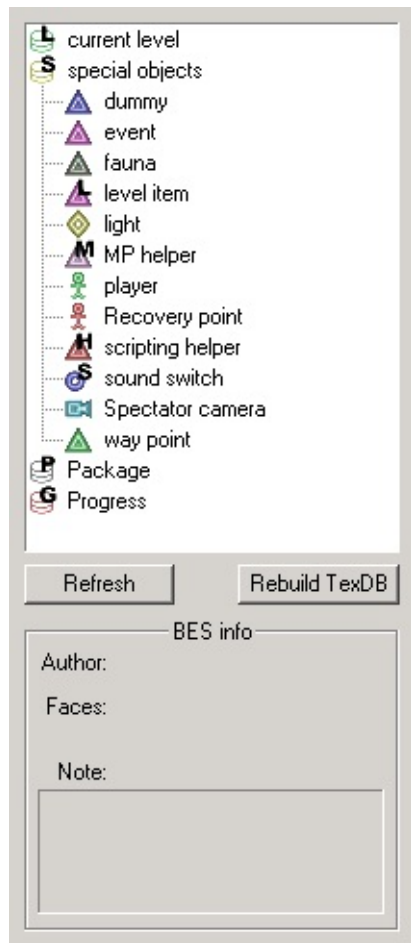 L current level
S special objects
dummy
event
fauna
L level item
light
M MP helper
player
Recovery point
H scripting helper
S sound switch
Spectator camera
way point
P Package
G Progress
Refresh Rebuild TexDB
BES info
Author:
Faces:
Note: